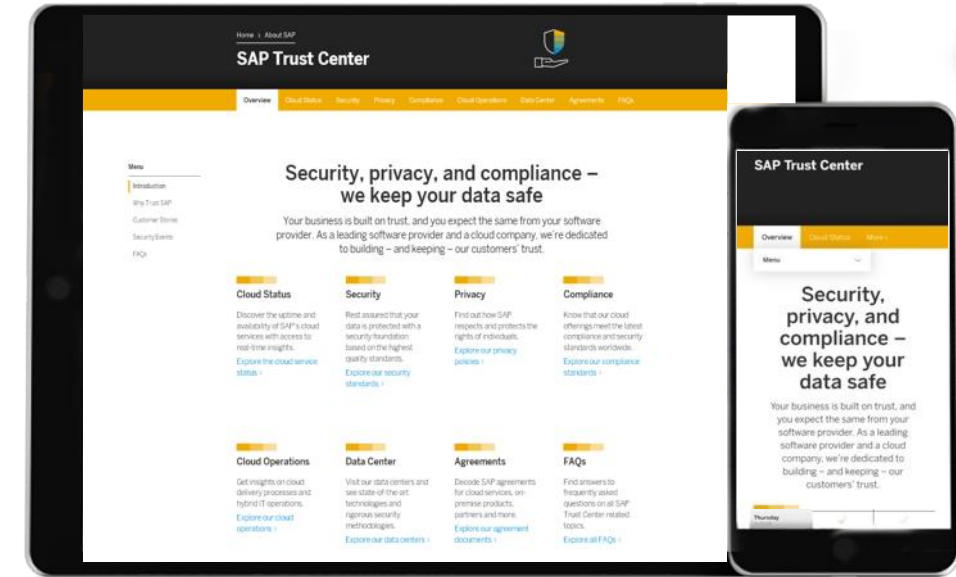 Home › About SAP
SAP Trust Center
Overview Cloud Status Security Privacy Compliance Cloud Operations Data Center Agreements FAQs
Menu
Introduction
Why Trust SAP
Customer Stories
Security Events
FAQs
Security, privacy, and compliance –
we keep your data safe
Your business is built on trust, and you expect the same from your software
provider. As a leading software provider and a cloud company, we're dedicated
to building – and keeping – our customers' trust.
Cloud Status
Discover the uptime and
availability of SAP's cloud
services with access to
real-time insights.
Explore the cloud service
status ›
Security
Rest assured that your
data is protected with a
security foundation
based on the highest
quality standards.
Explore our security
standards ›
Privacy
Find out how SAP
respects and protects the
rights of individuals.
Explore our privacy
policies ›
Compliance
Know that our cloud
offerings meet the latest
compliance and security
standards worldwide.
Explore our compliance
standards ›
Cloud Operations
Get insights on cloud
delivery processes and
hybrid IT operations.
Explore our cloud
operations ›
Data Center
Visit our data centers and
see state-of-the-art
technologies and
rigorous security
methodologies.
Explore our data centers ›
Agreements
Decode SAP agreements
for cloud services, on-
premise products,
partners and more.
Explore our agreement
documents ›
FAQs
Find answers to
frequently asked
questions on all SAP
Trust Center related
topics.
Explore all FAQs ›
SAP Trust Center
Overview Cloud Status More ›
Menu
Security,
privacy, and
compliance –
we keep your
data safe
Your business is built on trust, and
you expect the same from your
software provider. As a leading
software provider and a cloud
company, we're dedicated to
building – and keeping – our
customers' trust.
Thursday